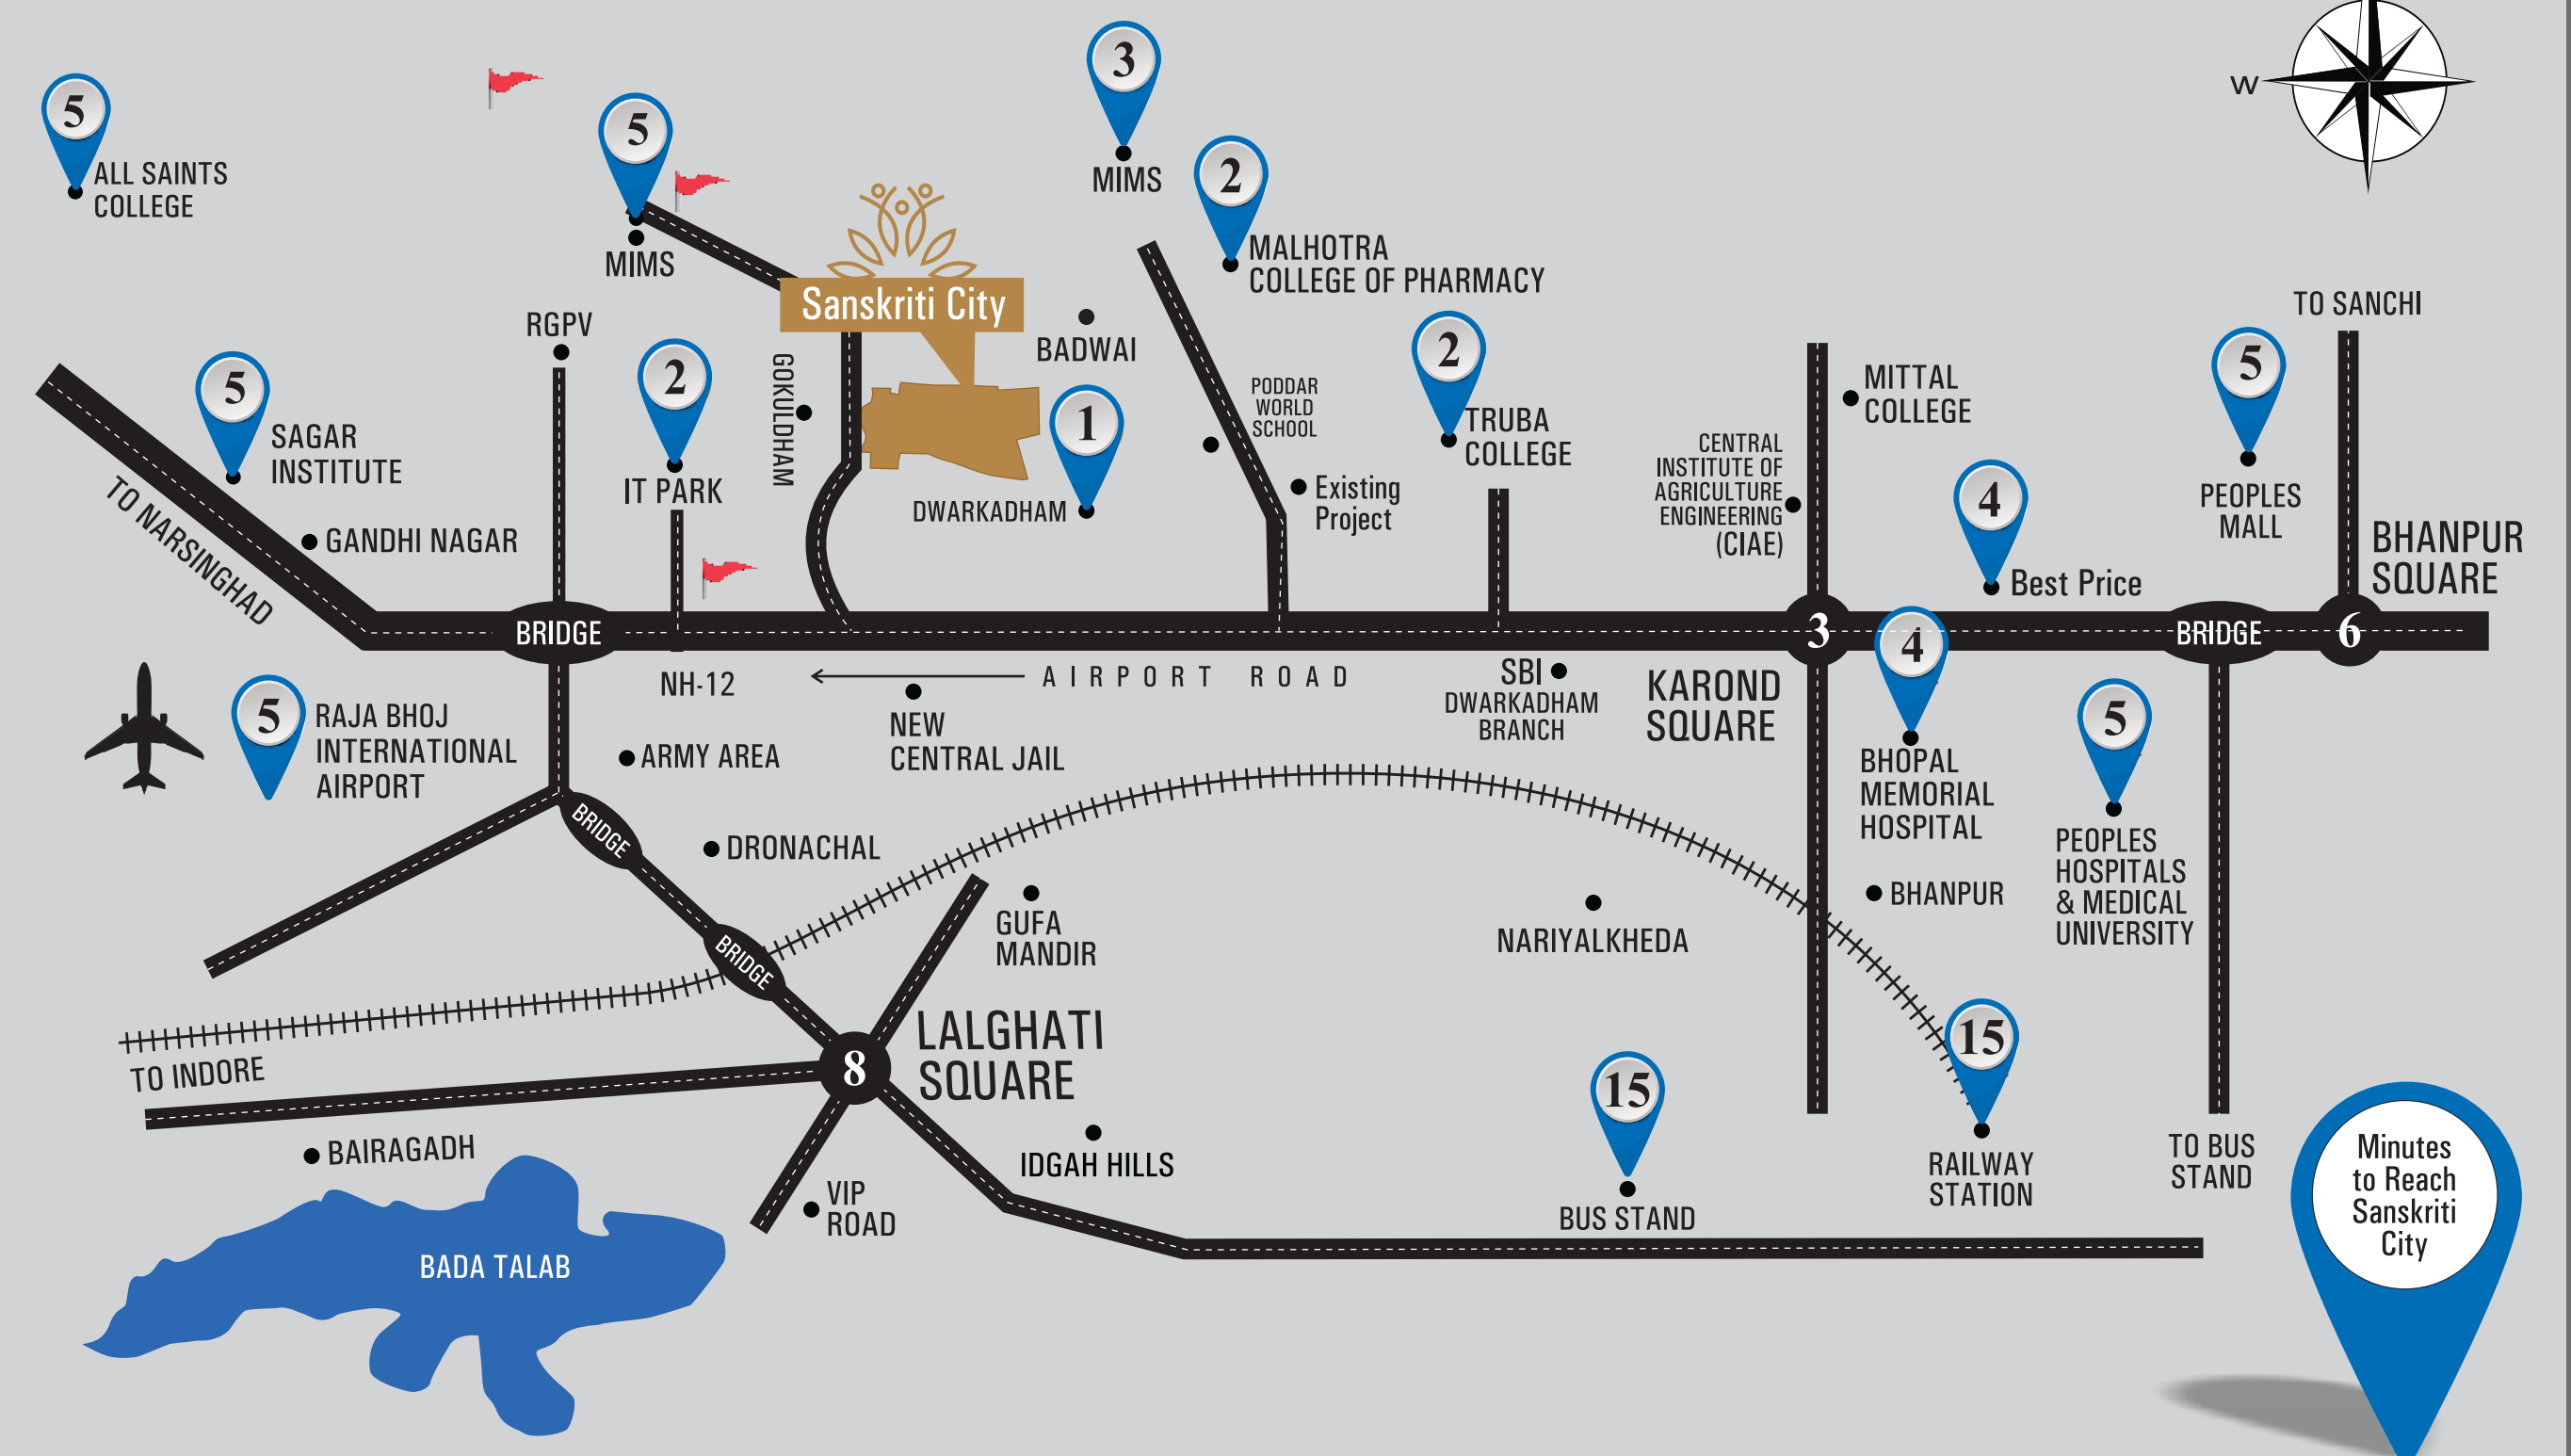 3
W
5
5
MIMS
2
ALL SAINTS
COLLEGE
MALHOTRA
COLLEGE OF PHARMACY
MIMS
Sanskriti City
TO SANCHI
RGPV
BADWAI
2
5
5
2
GOKULDHAM
1
PODDAR
WORLD
SCHOOL
TRUBA
COLLEGE
MITTAL
COLLEGE
SAGAR
INSTITUTE
IT PARK
DWARKADHAM
Existing
Project
CENTRAL
INSTITUTE OF
AGRICULTURE
ENGINEERING
(CIAE)
4
PEOPLES
MALL
BHANPUR
SQUARE
TO NARSINGHAD
GANDHI NAGAR
Best Price
BRIDGE
3
4
BRIDGE
6
NH-12
AIRPORT ROAD
SBI
DWARKADHAM
BRANCH
KAROND
SQUARE
5
RAJA BHOJ
INTERNATIONAL
AIRPORT
ARMY AREA
NEW
CENTRAL JAIL
BHOPAL
MEMORIAL
HOSPITAL
5
PEOPLES
HOSPITALS
& MEDICAL
UNIVERSITY
BRIDGE
DRONACHAL
GUFA
MANDIR
NARIYALKHEDA
BHANPUR
BRIDGE
TO INDORE
8
LALGHATI
SQUARE
15
15
BAIRAGADH
IDGAH HILLS
VIP
ROAD
BUS STAND
RAILWAY
STATION
TO BUS
STAND
BADA TALAB
Minutes
to Reach
Sanskriti
City